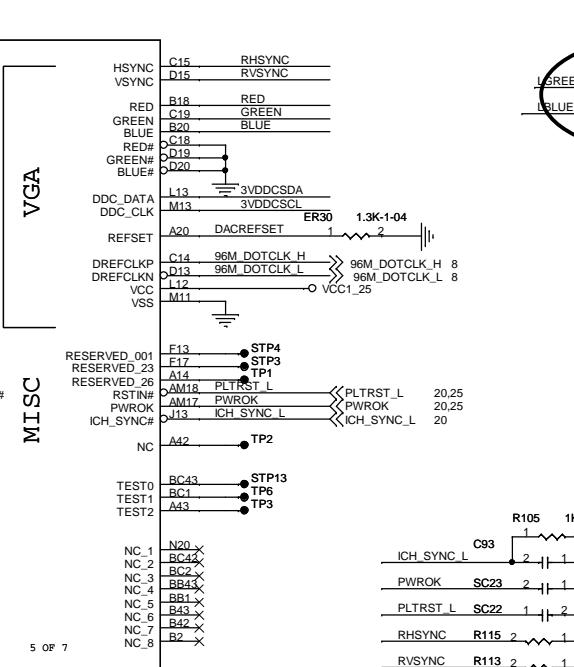 HSYNC C15 RHSYNC
VSYNC D15 RVSYNC
RED B18 RED
GREEN C19 GREEN
BLUE B20 BLUE
RED# C18
GREEN# D19
BLUE# D20
VGA
DDC_DATA L13 3VDDCSDA
DDC_CLK M13 3VDDCSCL
ER30 1.3K-1-04
REFSET A20 DACREFSET 1 2
DREFCLKP C14 96M_DOTCLK_H 96M_DOTCLK_H 8
DREFCLKN D13 96M_DOTCLK_L 96M_DOTCLK_L 8
VCC L12 VCC1_25
VSS M11
RESERVED_001 F13 STP4
RESERVED_23 F17 STP3
RESERVED_26 A14 TP1
RSTIN# AM18 PLTRST_L PLTRST_L 20,25
PWROK AM17 PWROK PWROK 20,25
ICH_SYNC# J13 ICH_SYNC_L ICH_SYNC_L 20
MISC
#
NC A42 TP2
TEST0 BC43 STP13
TEST1 BC1 TP6
TEST2 A43 TP3
NC_1 N20
NC_2 BC42
NC_3 BC2
NC_4 BB43
NC_5 BB1
NC_6 B43
NC_7 B42
NC_8 B2
5 OF 7
LGREE
LBLUE
R105 1K
1
C93
ICH_SYNC_L 2 1
PWROK SC23 2 1
PLTRST_L SC22 1 2
RHSYNC R115 2 1
RVSYNC R113 2 1